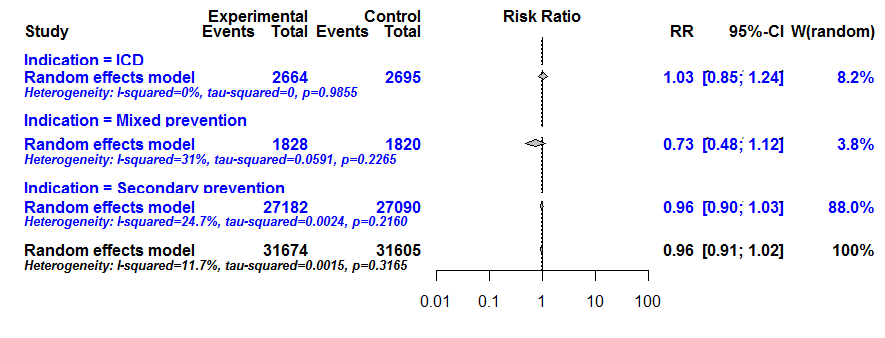 Experimental Control Risk Ratio
Study Events Total Events Total RR 95%-CI W(random)
Indication = ICD
Random effects model 2664 2695 1.03 [0.85; 1.24] 8.2%
Heterogeneity: I-squared=0%, tau-squared=0, p=0.9855
Indication = Mixed prevention
Random effects model 1828 1820 0.73 [0.48; 1.12] 3.8%
Heterogeneity: I-squared=31%, tau-squared=0.0591, p=0.2265
Indication = Secondary prevention
Random effects model 27182 27090 0.96 [0.90; 1.03] 88.0%
Heterogeneity: I-squared=24.7%, tau-squared=0.0024, p=0.2160
Random effects model 31674 31605 0.96 [0.91; 1.02] 100%
Heterogeneity: I-squared=11.7%, tau-squared=0.0015, p=0.3165
0.01 0.1 1 10 100